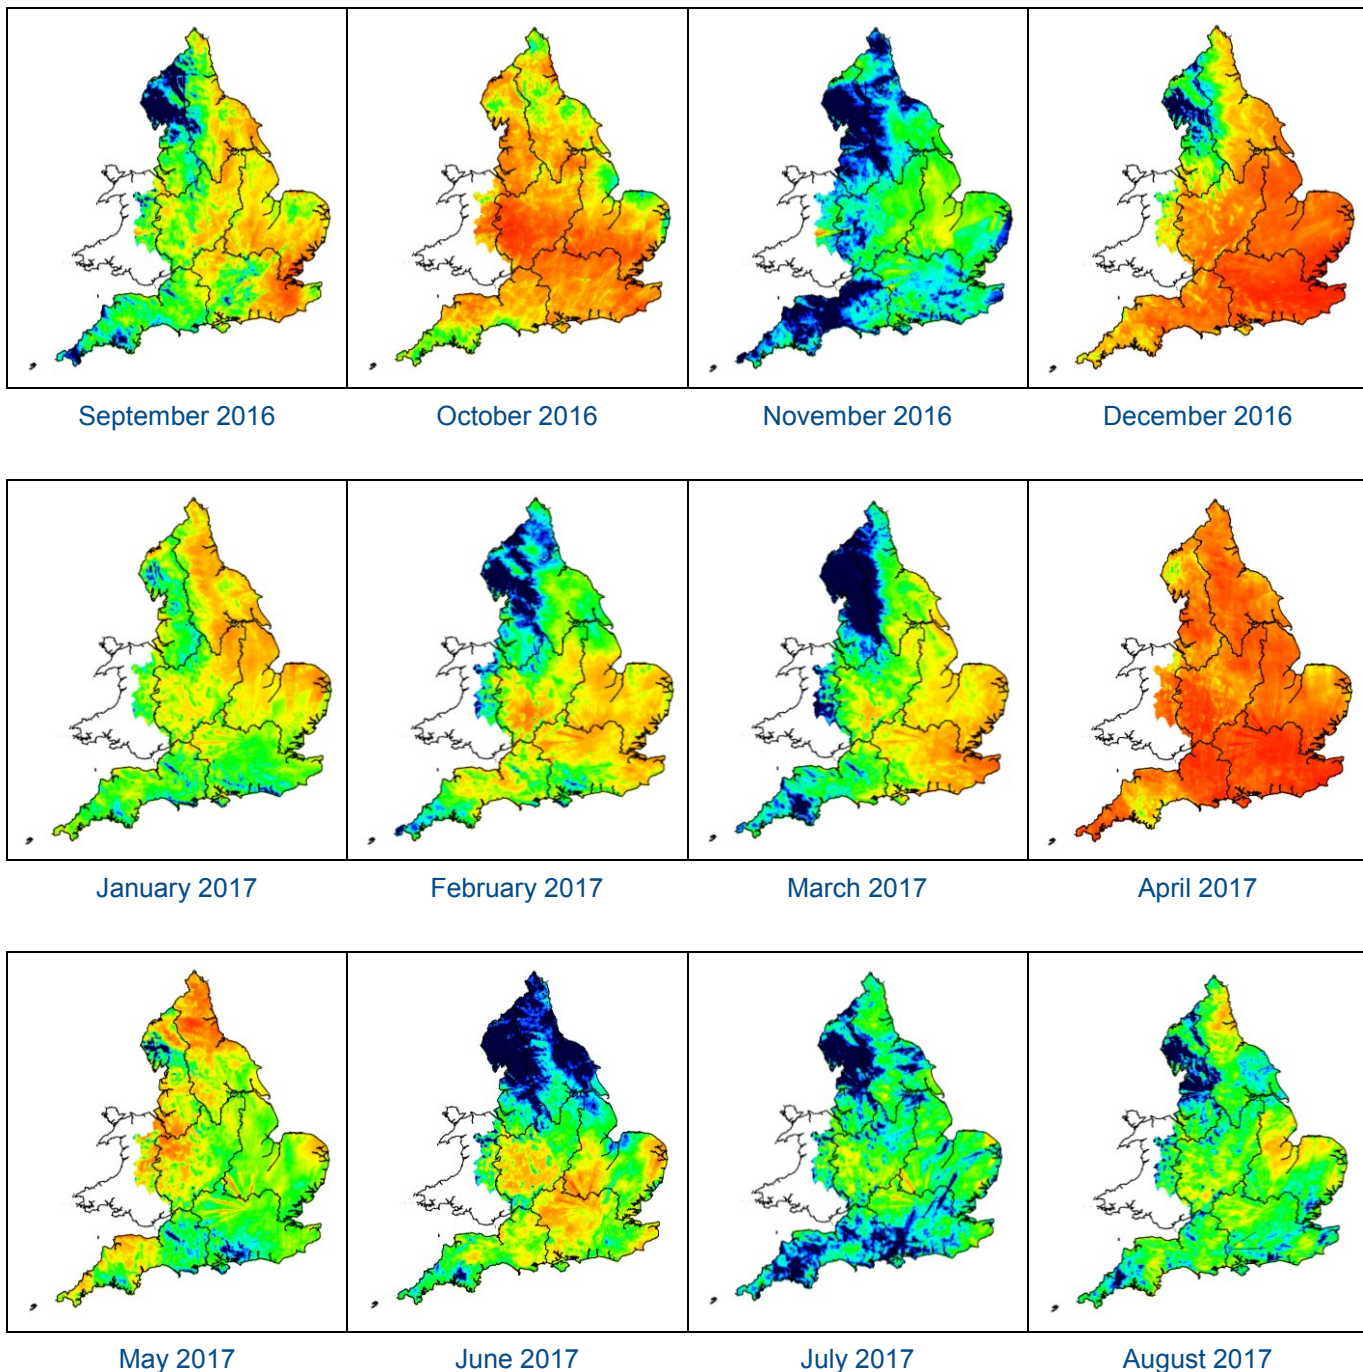 September 2016
October 2016
November 2016
December 2016
January 2017
February 2017
March 2017
April 2017
May 2017
June 2017
July 2017
August 2017